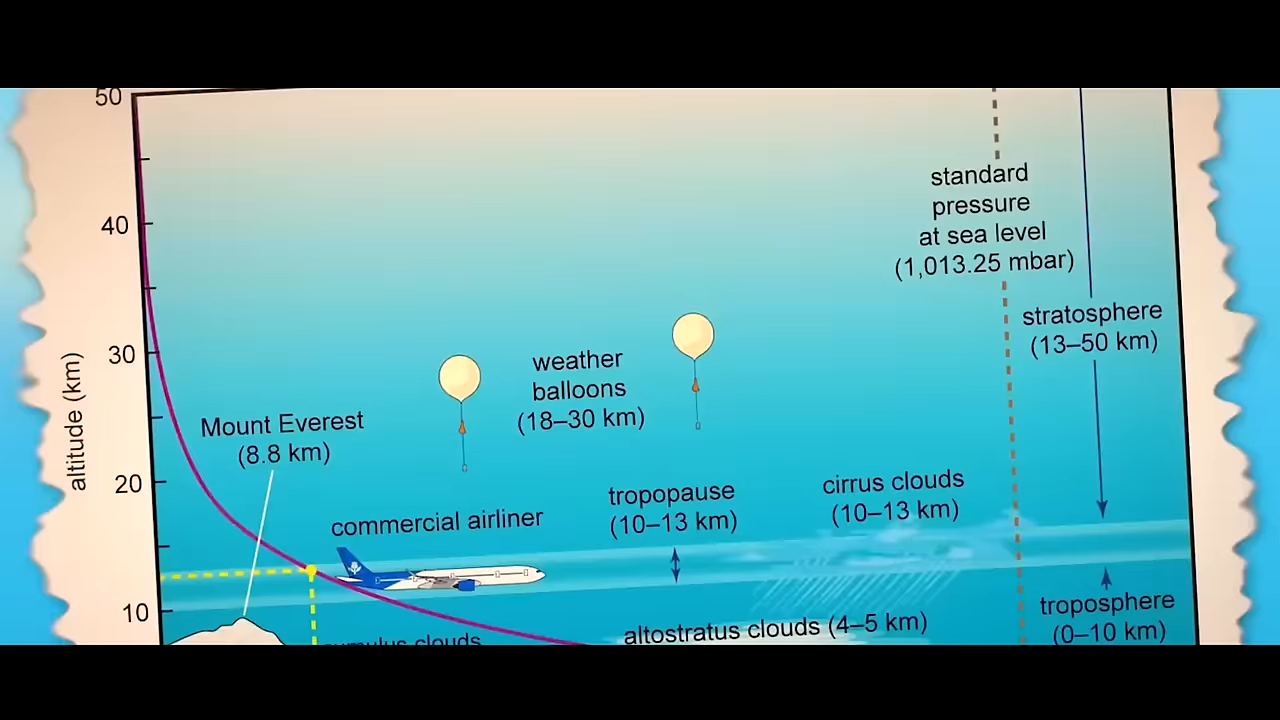 50
40
30
20
10
altitude (km)
Mount Everest
(8.8 km)
weather
balloons
(18–30 km)
standard
pressure
at sea level
(1,013.25 mbar)
stratosphere
(13–50 km)
commercial airliner
tropopause
(10–13 km)
cirrus clouds
(10–13 km)
troposphere
(0–10 km)
altostratus clouds (4–5 km)
clouds